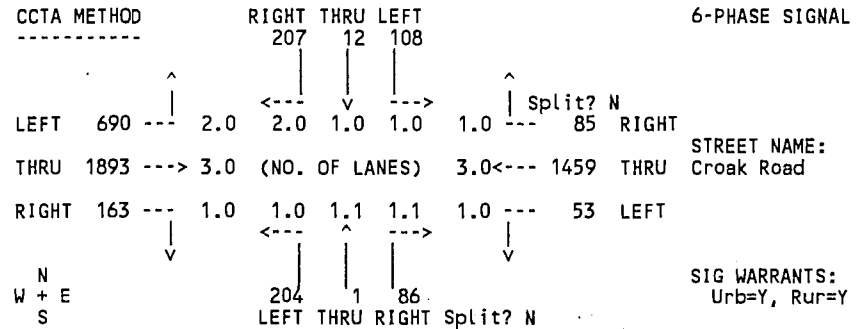 CCTA METHOD RIGHT THRU LEFT 6-PHASE SIGNAL
----------- 207 12 108
^ ^
<--- v ---> Split? N
LEFT 690 --- 2.0 2.0 1.0 1.0 1.0 --- 85 RIGHT
STREET NAME:
THRU 1893 ---> 3.0 (NO. OF LANES) 3.0<--- 1459 THRU Croak Road
RIGHT 163 --- 1.0 1.0 1.1 1.1 1.0 --- 53 LEFT
<--- ^ --->
v v
N SIG WARRANTS:
W + E 204 1 86 Urb=Y, Rur=Y
S LEFT THRU RIGHT Split? N